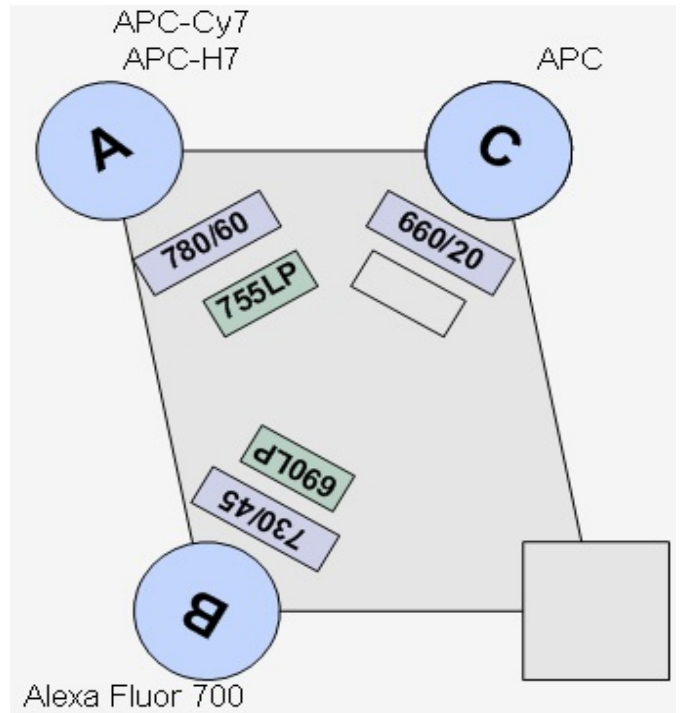 APC-Cy7
APC-H7
APC
A
C
780/60
660/20
755LP
690LP
730/45
B
Alexa Fluor 700